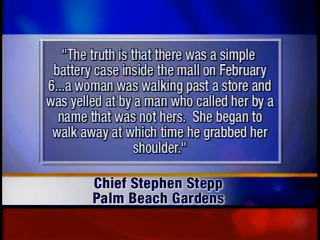 "The truth is that there was a simple
battery case inside the mall on February
6...a woman was walking past a store and
was yelled at by a man who called her by a
name that was not hers.  She began to
walk away at which time he grabbed her
shoulder."
Chief Stephen Stepp
Palm Beach Gardens